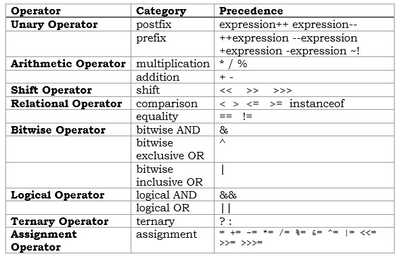 Operator Category Precedence
Unary Operator postfix expression++ expression--
prefix ++expression --expression
+expression -expression ~!
Arithmetic Operator multiplication * / %
addition + -
Shift Operator shift << >> >>>
Relational Operator comparison < > <= >= instanceof
equality == !=
Bitwise Operator bitwise AND &
bitwise ^
exclusive OR
bitwise |
inclusive OR
Logical Operator logical AND &&
logical OR ||
Ternary Operator ternary ? :
Assignment assignment = += -= *= /= %= &= ^= |= <<=
Operator >>= >>>=